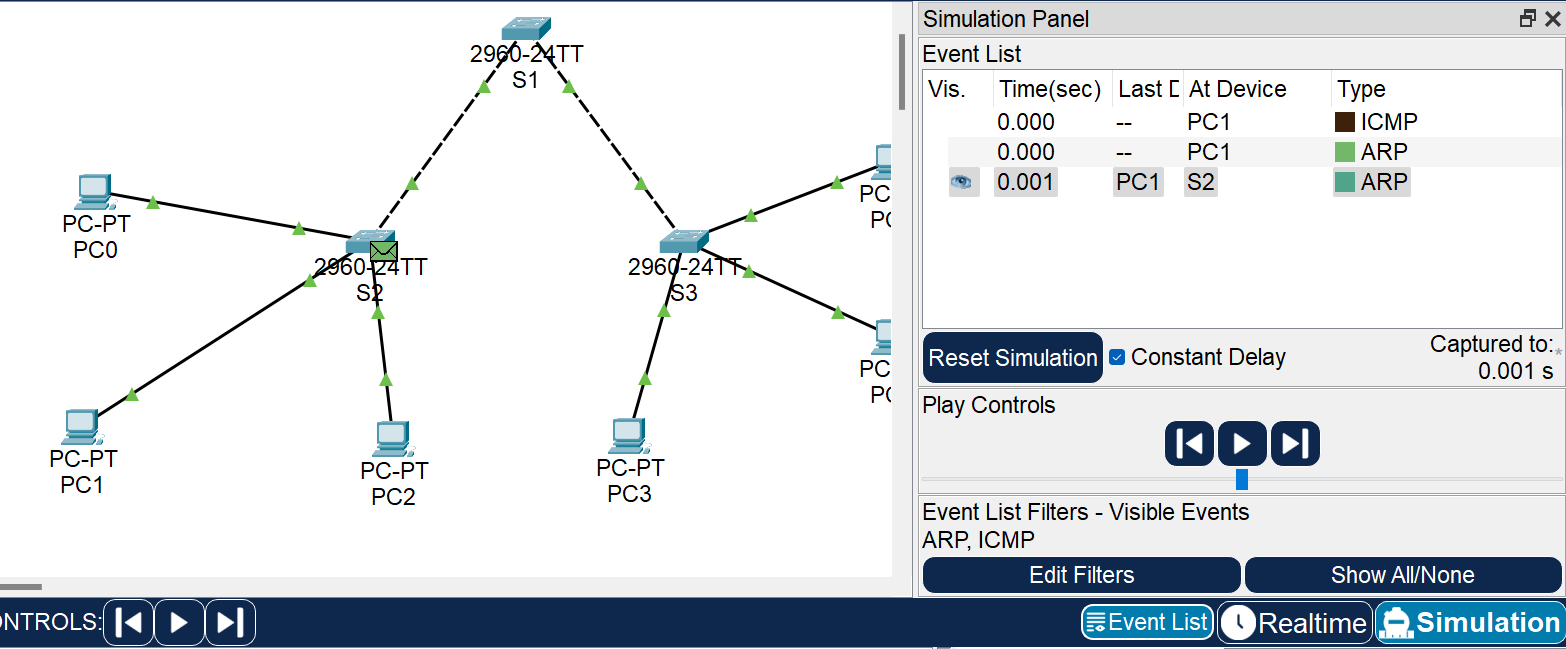 2960-24TT
S1
PC-PT
PC0
2960-24TT
S2
2960-24TT
S3
PC
PC
PC-PT
PC1
PC-PT
PC2
PC-PT
PC3
Simulation Panel
Event List
Vis. Time(sec) Last D At Device Type
0.000 -- PC1 ICMP
0.000 -- PC1 ARP
0.001 PC1 S2 ARP
Reset Simulation Constant Delay Captured to:*
0.001 s
Play Controls
Event List Filters - Visible Events
ARP, ICMP
Edit Filters Show All/None
ONTROLS: Event List Realtime Simulation